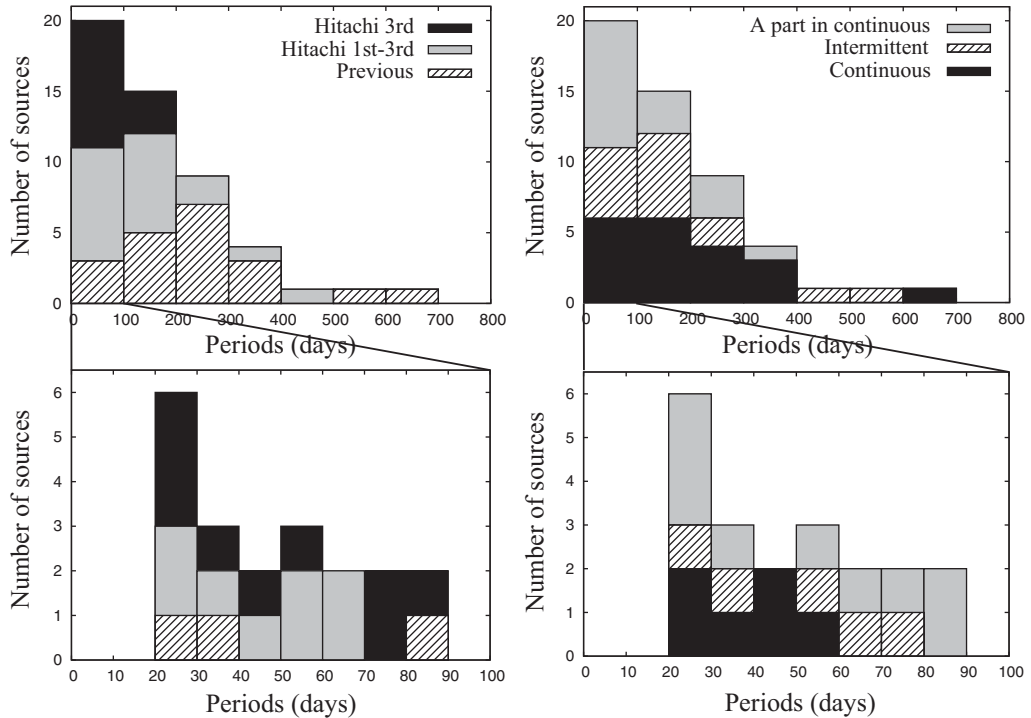 Number of sources
20
15
10
5
0
Hitachi 3rd
Hitachi 1st-3rd
Previous
0 100 200 300 400 500 600 700 800
Periods (days)
Number of sources
20
15
10
5
0
A part in continuous
Intermittent
Continuous
0 100 200 300 400 500 600 700 800
Periods (days)
Number of sources
6
5
4
3
2
1
0
0 10 20 30 40 50 60 70 80 90 100
Periods (days)
Number of sources
6
5
4
3
2
1
0
0 10 20 30 40 50 60 70 80 90 100
Periods (days)